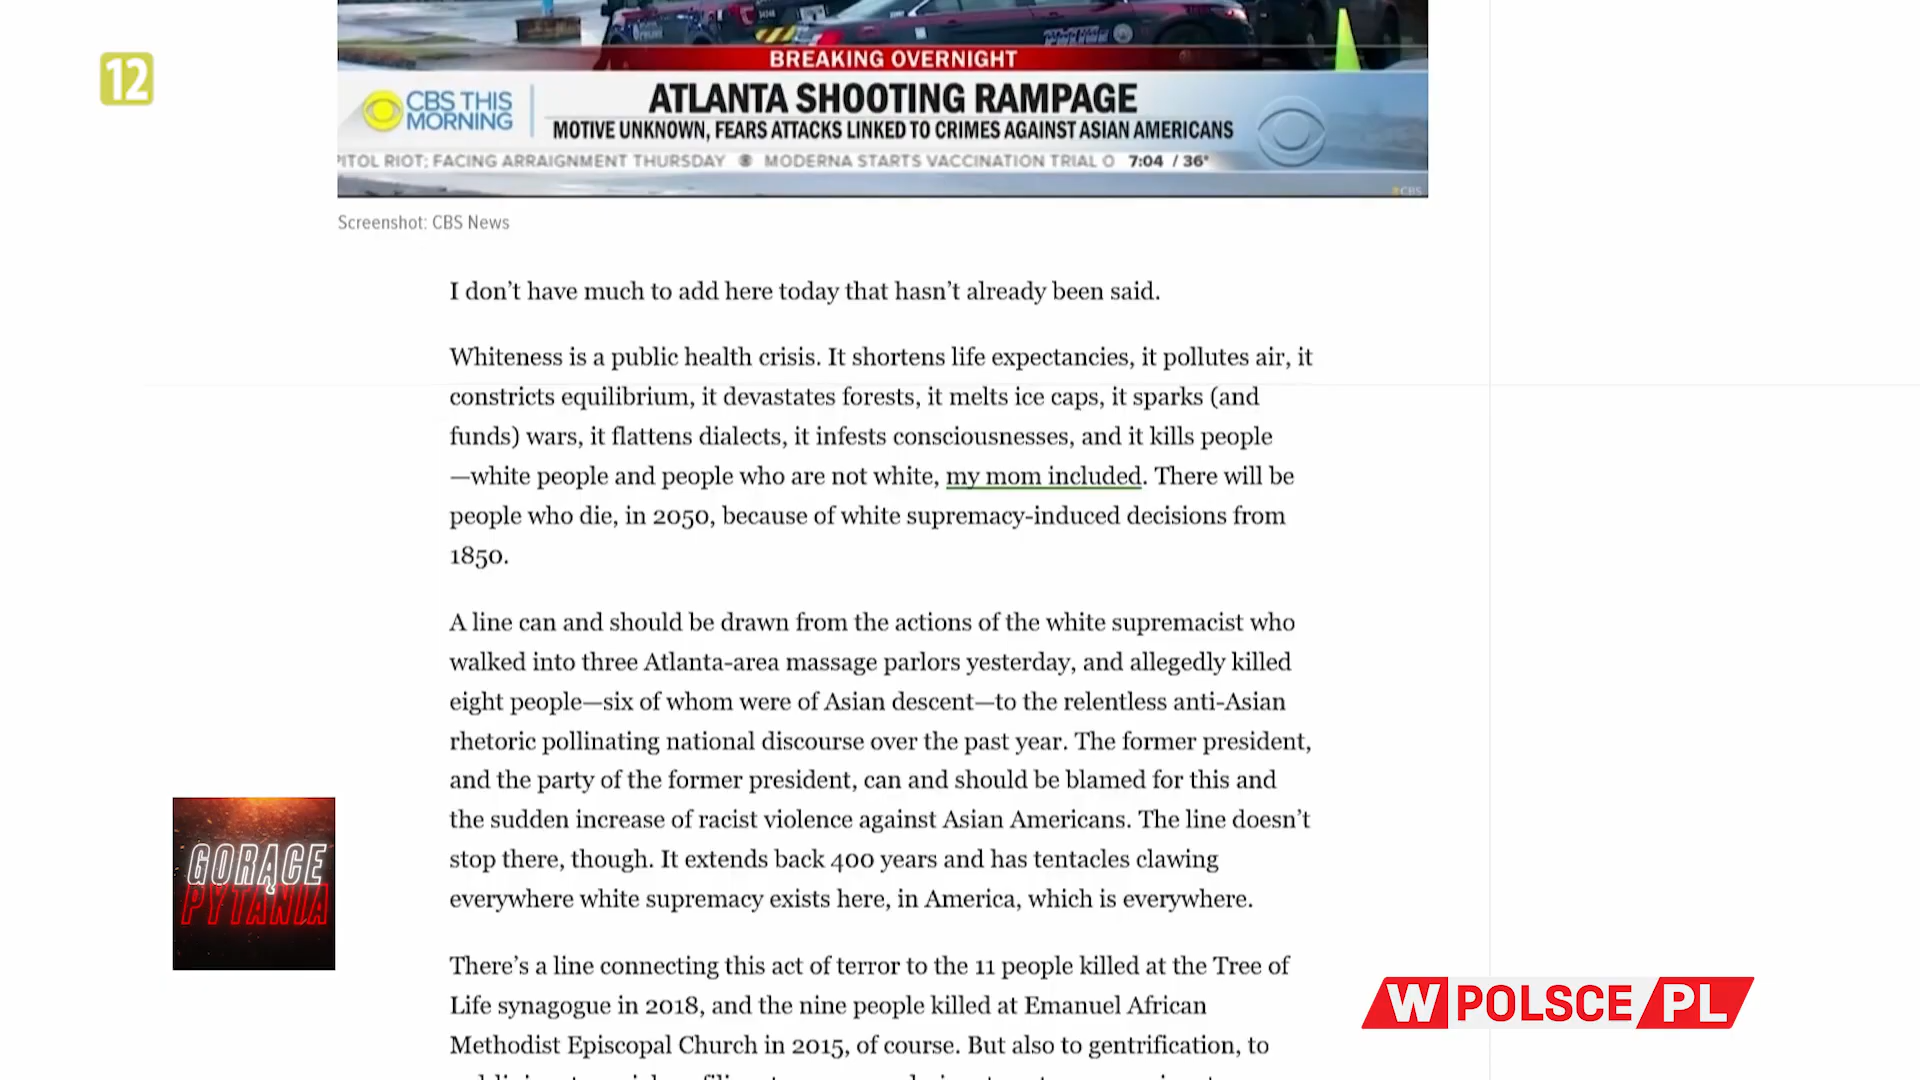 12
BREAKING OVERNIGHT
CBS THIS
MORNING
ATLANTA SHOOTING RAMPAGE
MOTIVE UNKNOWN, FEARS ATTACKS LINKED TO CRIMES AGAINST ASIAN AMERICANS
PITOL RIOT; FACING ARRAIGNMENT THURSDAY MODERNA STARTS VACCINATION TRIAL O 7:04 / 36°
CBS
Screenshot: CBS News
I don’t have much to add here today that hasn’t already been said.
Whiteness is a public health crisis. It shortens life expectancies, it pollutes air, it
constricts equilibrium, it devastates forests, it melts ice caps, it sparks (and
funds) wars, it flattens dialects, it infests consciousnesses, and it kills people
—white people and people who are not white, my mom included. There will be
people who die, in 2050, because of white supremacy-induced decisions from
1850.
A line can and should be drawn from the actions of the white supremacist who
walked into three Atlanta-area massage parlors yesterday, and allegedly killed
eight people—six of whom were of Asian descent—to the relentless anti-Asian
rhetoric pollinating national discourse over the past year. The former president,
and the party of the former president, can and should be blamed for this and
the sudden increase of racist violence against Asian Americans. The line doesn’t
stop there, though. It extends back 400 years and has tentacles clawing
everywhere white supremacy exists here, in America, which is everywhere.
There’s a line connecting this act of terror to the 11 people killed at the Tree of
Life synagogue in 2018, and the nine people killed at Emanuel African
Methodist Episcopal Church in 2015, of course. But also to gentrification, to
GORĄCE
PYTANIA
W POLSCE PL